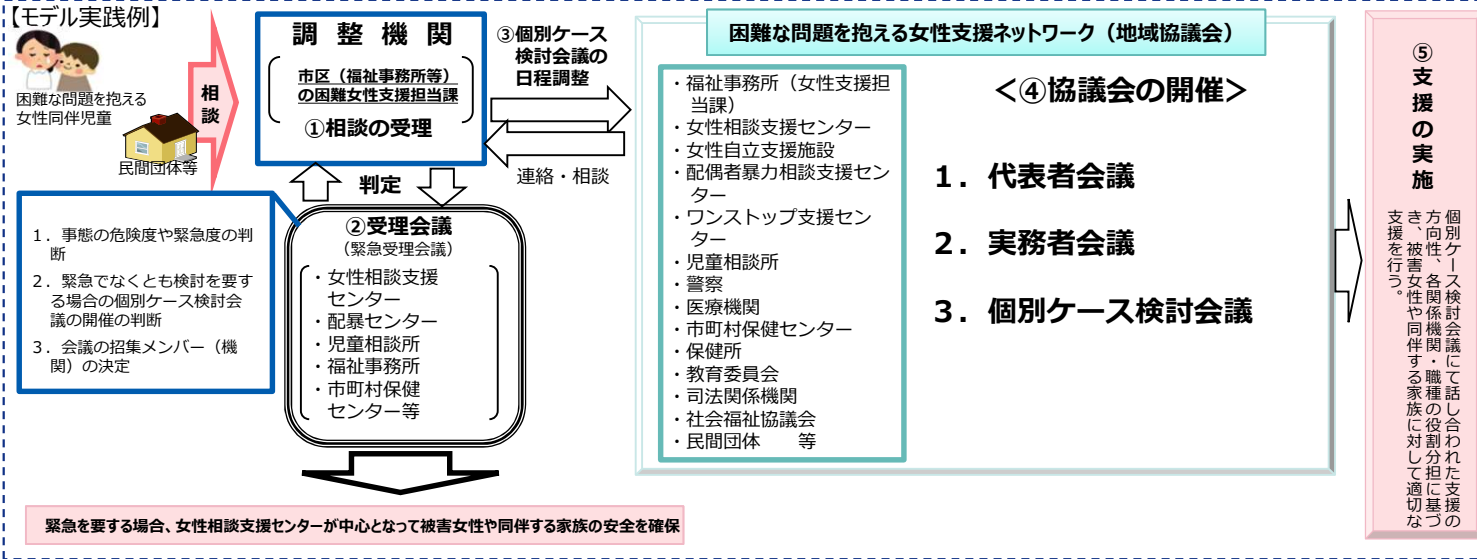 【モデル実践例】
困難な問題を抱える
女性同伴児童
民間団体等
相
談
調整機関
市区（福祉事務所等）
の困難女性支援担当課
①相談の受理
③個別ケース
検討会議の
日程調整
連絡・相談
判定
1．事態の危険度や緊急度の判
断
2．緊急でなくとも検討を要す
る場合の個別ケース検討会
議の開催の判断
3．会議の招集メンバー（機
関）の決定
②受理会議
（緊急受理会議）
・女性相談支援
センター
・配暴センター
・児童相談所
・福祉事務所
・市町村保健
センター等
緊急を要する場合、女性相談支援センターが中心となって被害女性や同伴する家族の安全を確保
困難な問題を抱える女性支援ネットワーク（地域協議会）
・福祉事務所（女性支援担
当課）
・女性相談支援センター
・女性自立支援施設
・配偶者暴力相談支援セン
ター
・ワンストップ支援セン
ター
・児童相談所
・警察
・医療機関
・市町村保健センター
・保健所
・教育委員会
・司法関係機関
・社会福祉協議会
・民間団体　　等
＜④協議会の開催＞
1．代表者会議
2．実務者会議
3．個別ケース検討会議
⑤支援の実施
個別ケース検討会議にて話し合われた支援の
方向性、各関係機関・職種の役割分担に基づ
き、被害女性や同伴する家族に対して適切な
支援を行う。